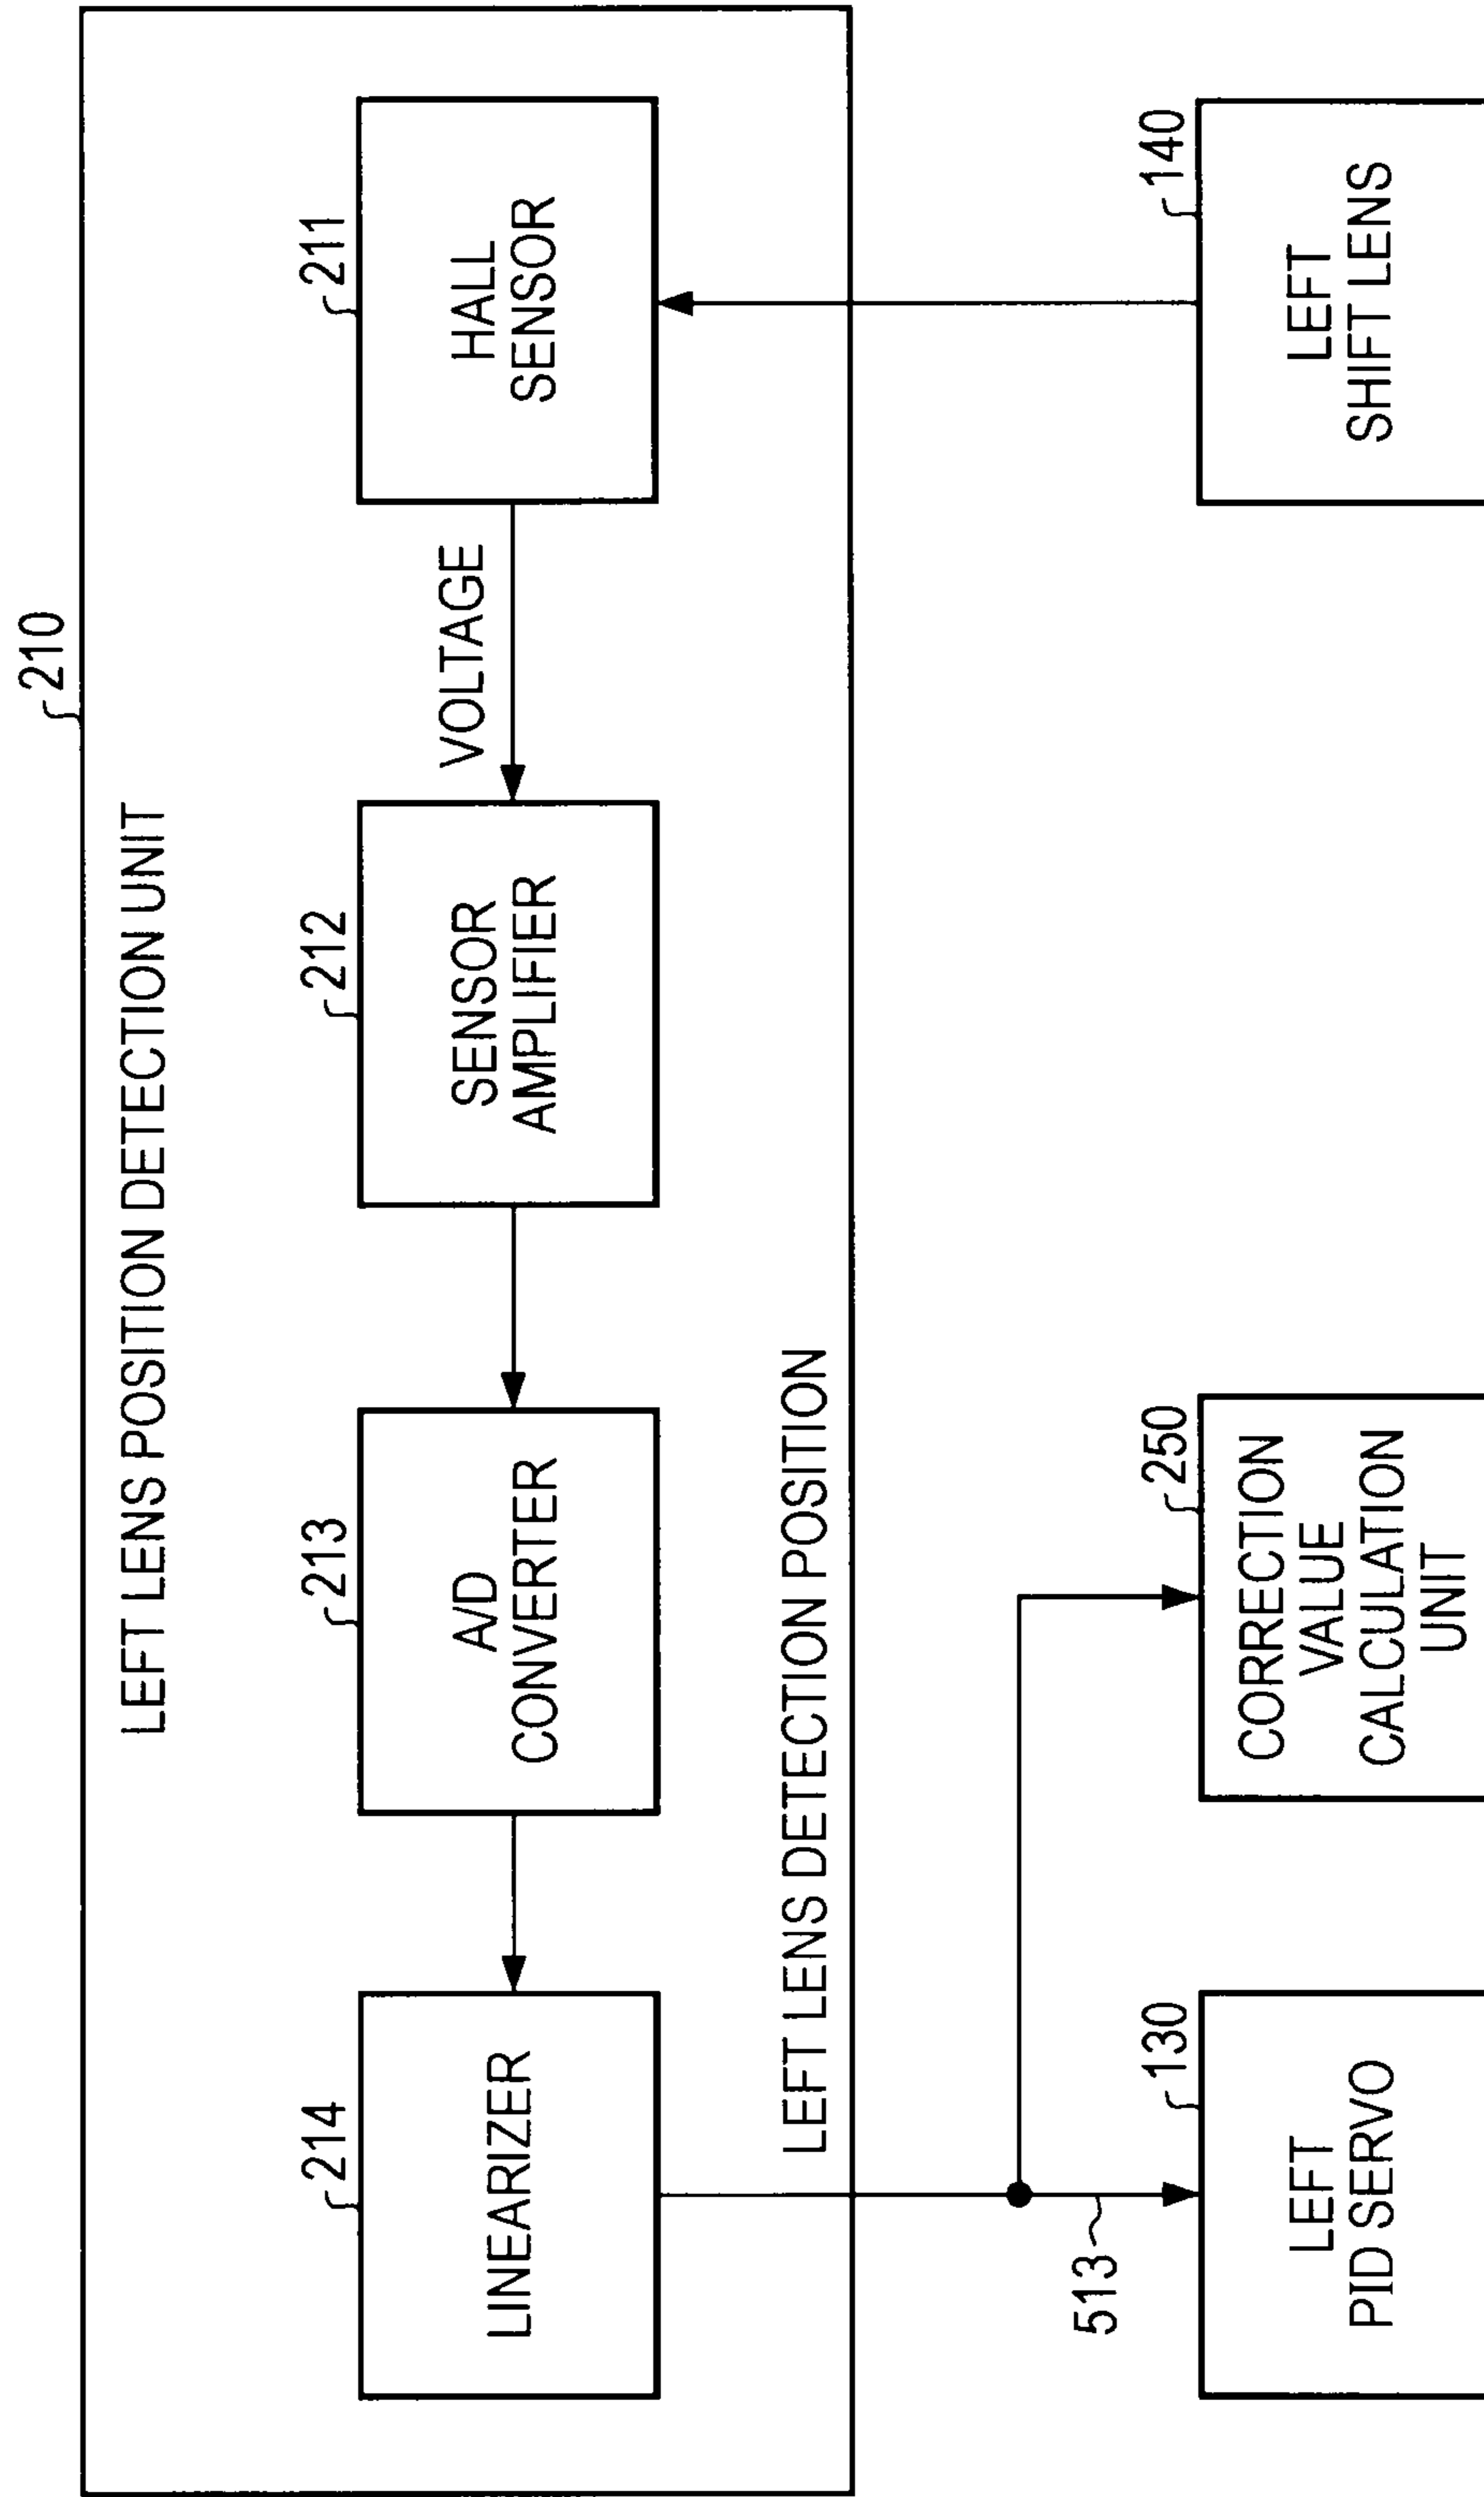 210
LEFT LENS POSITION DETECTION UNIT
214
LINEARIZER
213
A/D
CONVERTER
212
SENSOR
AMPLIFIER
VOLTAGE
211
HALL
SENSOR
LEFT LENS DETECTION POSITION
513
130
LEFT
PID SERVO
250
CORRECTION
VALUE
CALCULATION
UNIT
140
LEFT
SHIFT LENS